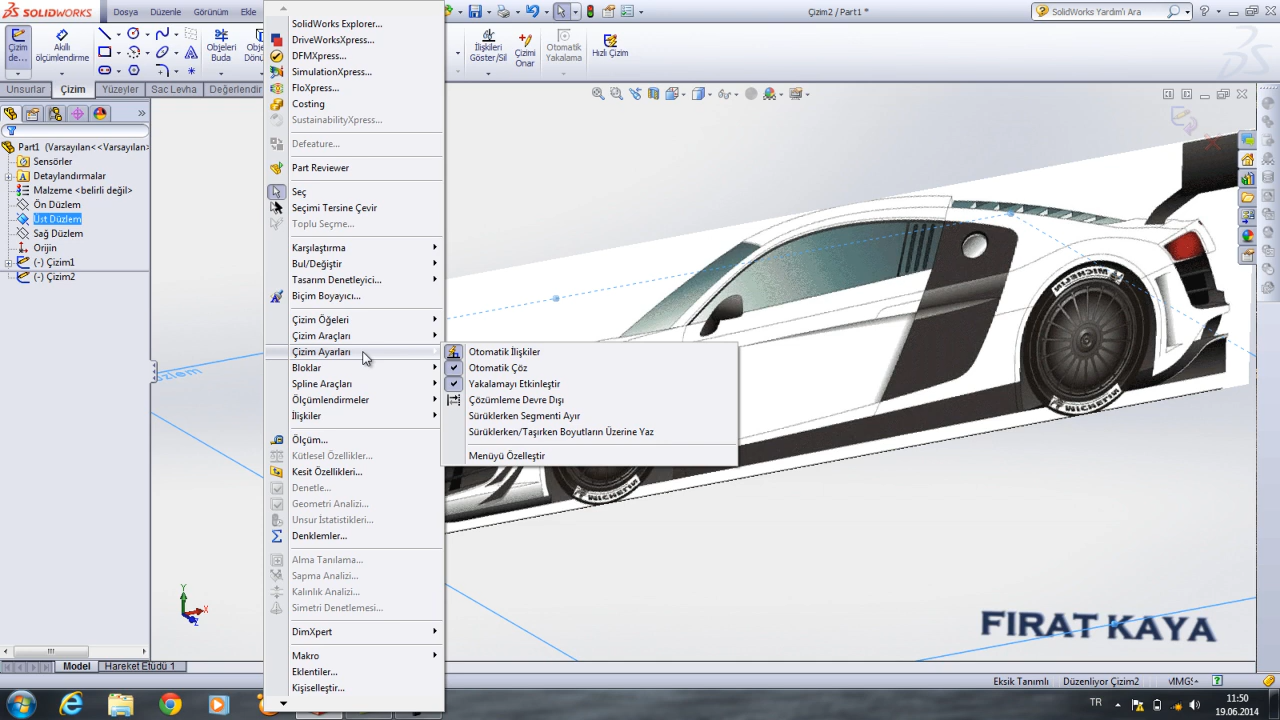 SOLIDWORKS
Dosya Düzenle Görünüm Ekle
Çizim2 / Part1 *
SolidWorks Yardım'ı Ara
Çizim de...
Akıllı ölçümlendirme
Objeleri Buda
Objele Dönü
İlişkileri Göster/Sil
Çizimi Onar
Otomatik Yakalama
Hızlı Çizim
Unsurlar Çizim Yüzeyler Sac Levha Değerlendir
Part1 (Varsayılan<<Varsayılan>
Sensörler
Detaylandırmalar
Malzeme <belirli değil>
Ön Düzlem
Üst Düzlem
Sağ Düzlem
Orijin
(-) Çizim1
(-) Çizim2
SolidWorks Explorer...
DriveWorksXpress...
DFMXpress...
SimulationXpress...
FloXpress...
Costing
SustainabilityXpress...
Defeature...
Part Reviewer
Seç
Seçimi Tersine Çevir
Toplu Seçme...
Karşılaştırma
Bul/Değiştir
Tasarım Denetleyici...
Biçim Boyayıcı...
Çizim Öğeleri
Çizim Araçları
Çizim Ayarları
Bloklar
Spline Araçları
Ölçümlendirmeler
İlişkiler
Ölçüm...
Kütlesel Özellikler...
Kesit Özellikleri...
Denetle...
Geometri Analizi...
Unsur İstatistikleri...
Denklemler...
Alma Tanılama...
Sapma Analizi...
Kalınlık Analizi...
Simetri Denetlemesi...
DimXpert
Makro
Eklentiler...
Kişiselleştir...
Otomatik İlişkiler
Otomatik Çöz
Yakalamayı Etkinleştir
Çözümleme Devre Dışı
Sürüklerken Segmenti Ayır
Sürüklerken/Taşırken Boyutların Üzerine Yaz
Menüyü Özelleştir
MICHELIN
MICHELIN
MICHELIN
Y
X
Z
FIRAT KAYA
Model Hareket Etüdü 1
Eksik Tanımlı Düzenliyor Çizim2
TR
11:50
19.06.2014